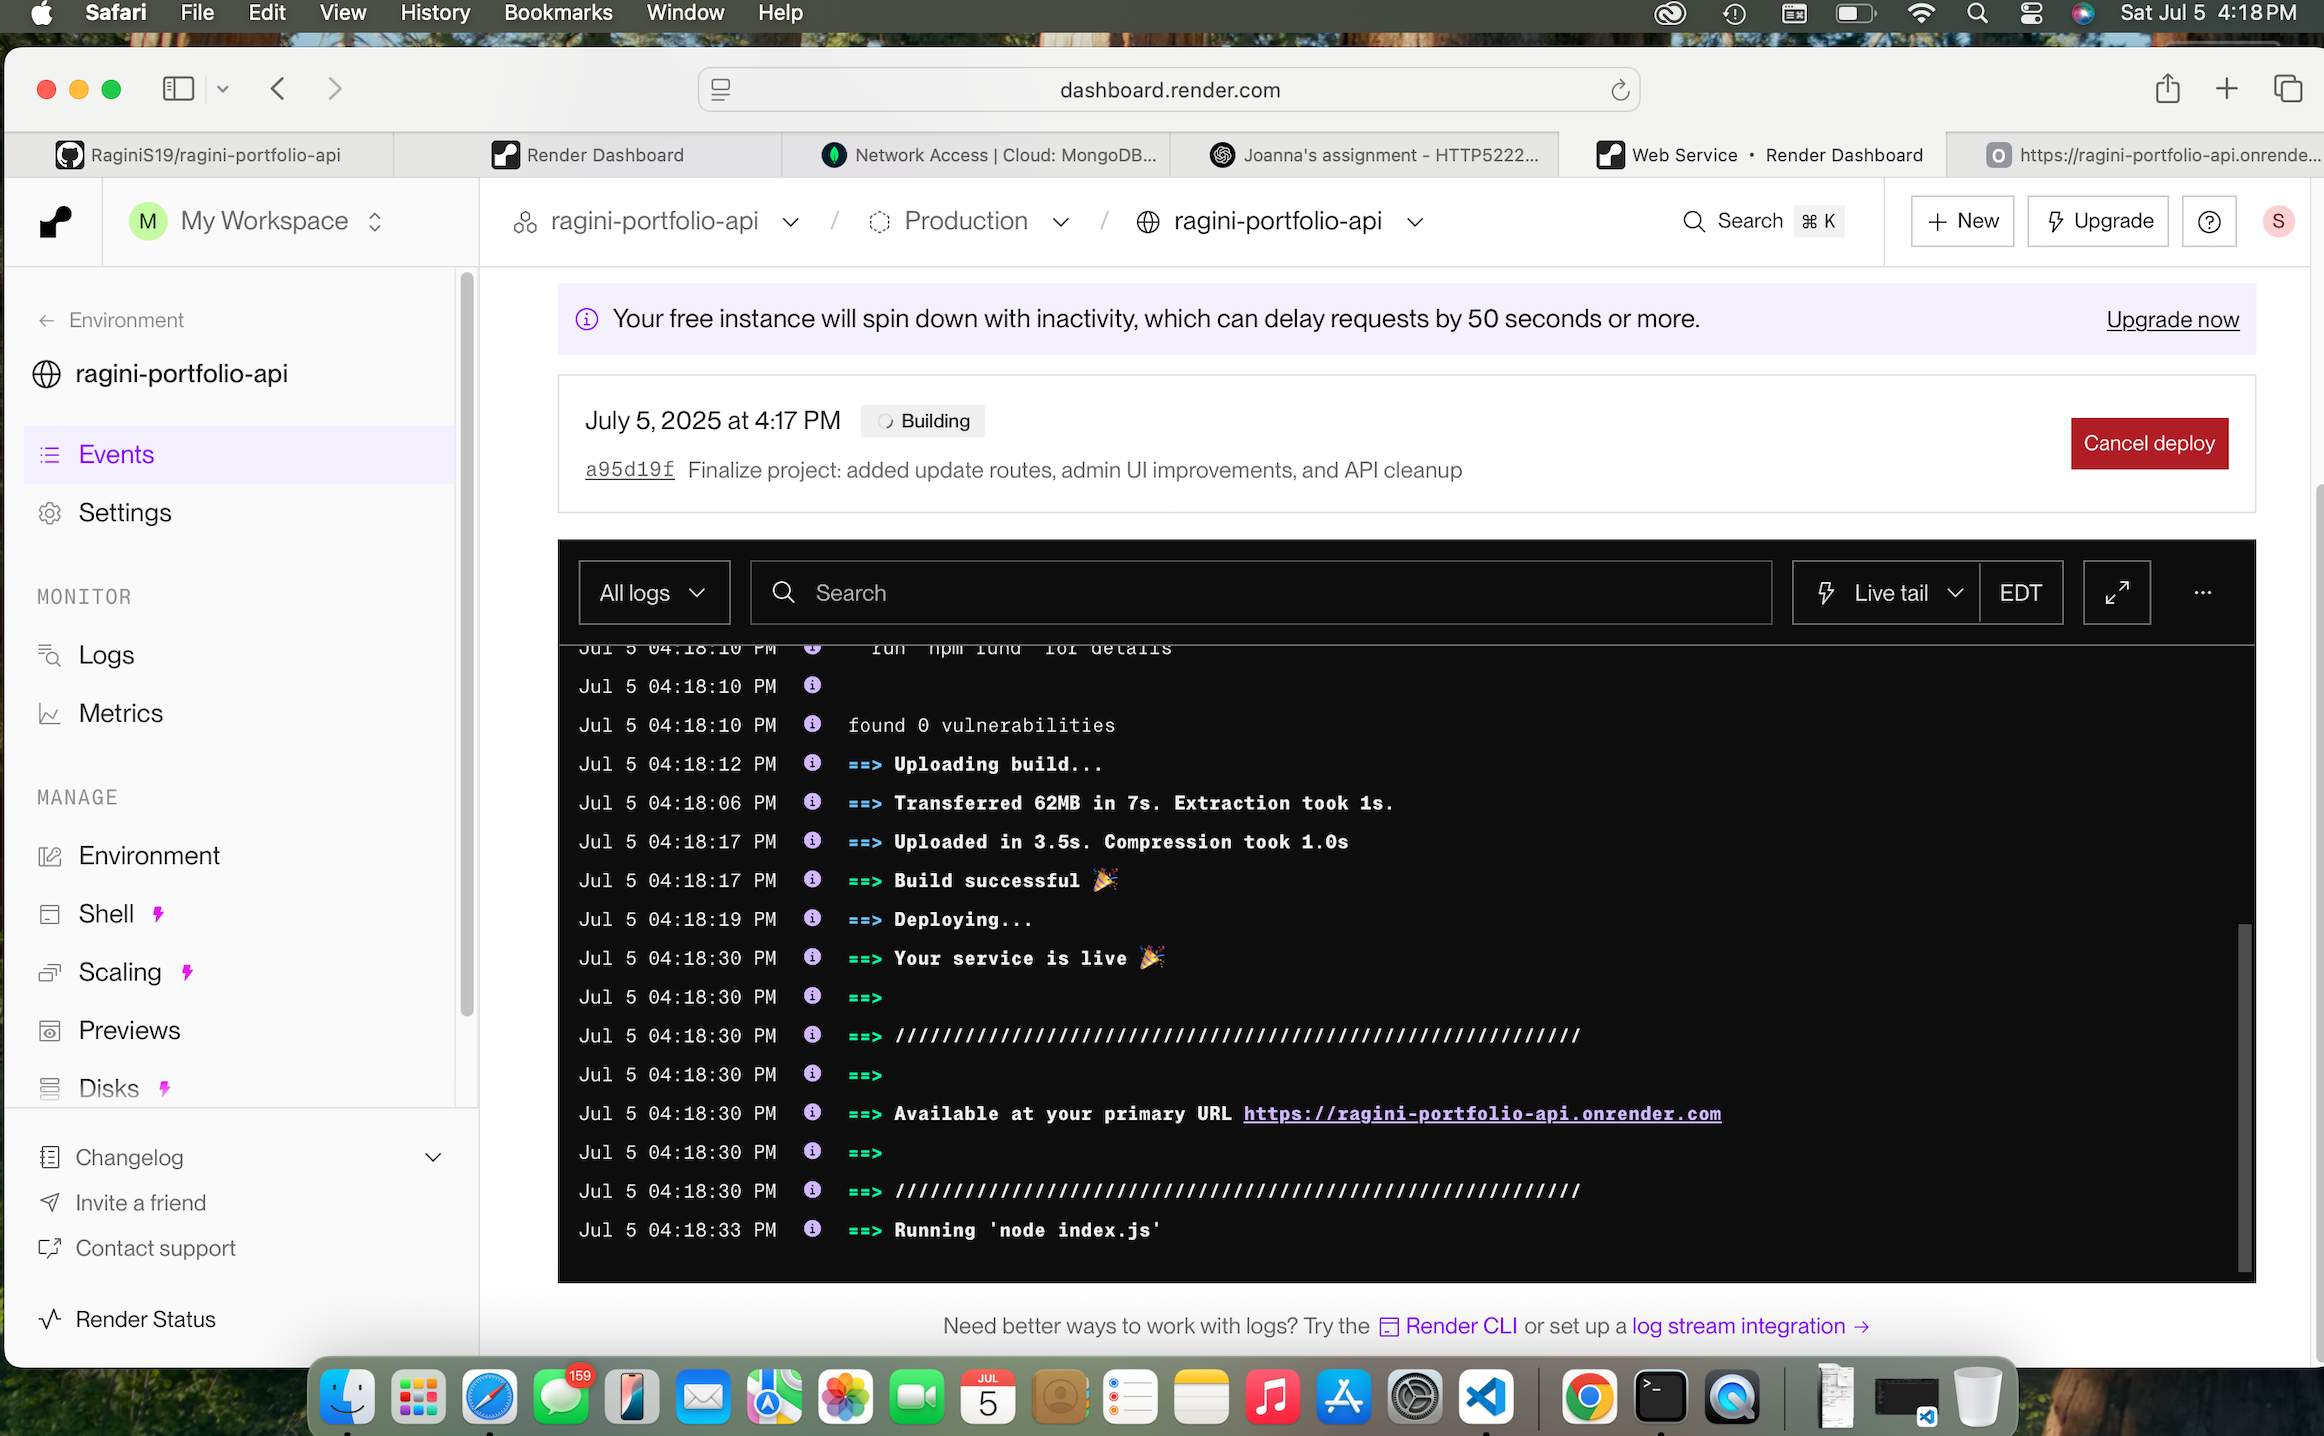 Safari File Edit View History Bookmarks Window Help Sat Jul 5 4:18 PM
dashboard.render.com
RaginiS19/ragini-portfolio-api
Render Dashboard
Network Access | Cloud: MongoDB...
Joanna's assignment - HTTP5222...
Web Service • Render Dashboard
O https://ragini-portfolio-api.onrende...
M My Workspace
ragini-portfolio-api / Production / ragini-portfolio-api
Search ⌘ K
+ New
Upgrade
S
← Environment
ragini-portfolio-api
Events
Settings
MONITOR
Logs
Metrics
MANAGE
Environment
Shell
Scaling
Previews
Disks
Changelog
Invite a friend
Contact support
Render Status
Your free instance will spin down with inactivity, which can delay requests by 50 seconds or more.
Upgrade now
July 5, 2025 at 4:17 PM Building
a95d19f Finalize project: added update routes, admin UI improvements, and API cleanup
Cancel deploy
All logs
Search
Live tail
EDT
...
Jul 5 04:18:10 PM run `npm fund` for details
Jul 5 04:18:10 PM
Jul 5 04:18:10 PM found 0 vulnerabilities
Jul 5 04:18:12 PM ==> Uploading build...
Jul 5 04:18:06 PM ==> Transferred 62MB in 7s. Extraction took 1s.
Jul 5 04:18:17 PM ==> Uploaded in 3.5s. Compression took 1.0s
Jul 5 04:18:17 PM ==> Build successful 🎉
Jul 5 04:18:19 PM ==> Deploying...
Jul 5 04:18:30 PM ==> Your service is live 🎉
Jul 5 04:18:30 PM ==>
Jul 5 04:18:30 PM ==> ///////////////////////////////////////////////////////////
Jul 5 04:18:30 PM ==>
Jul 5 04:18:30 PM ==> Available at your primary URL https://ragini-portfolio-api.onrender.com
Jul 5 04:18:30 PM ==>
Jul 5 04:18:30 PM ==> ///////////////////////////////////////////////////////////
Jul 5 04:18:33 PM ==> Running 'node index.js'
Need better ways to work with logs? Try the Render CLI or set up a log stream integration →
159
JUL
5